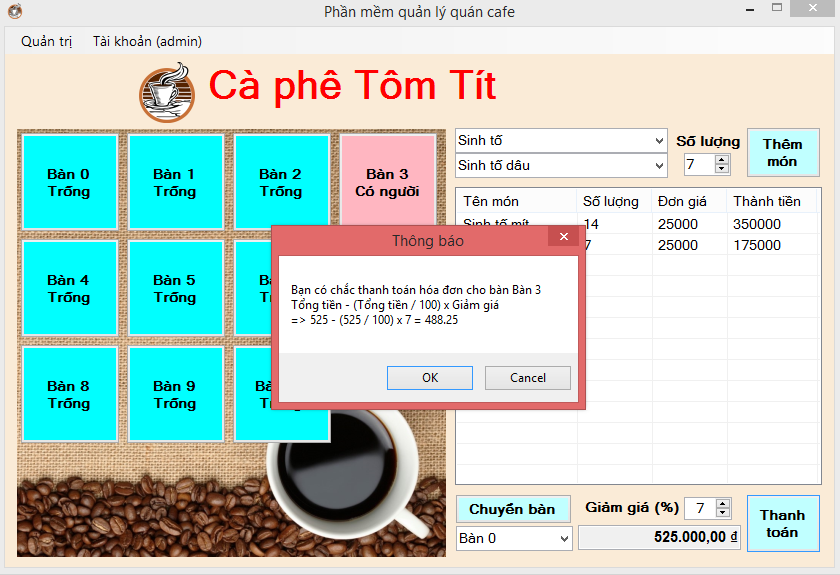 Phần mềm quản lý quán cafe
Quản trị Tài khoản (admin)
Cà phê Tôm Tít
Bàn 0
Trống
Bàn 1
Trống
Bàn 2
Trống
Bàn 3
Có người
Bàn 4
Trống
Bàn 5
Trống
Bàn 8
Trống
Bàn 9
Trống
Sinh tố
Sinh tố dâu
Số lượng
7
Thêm
món
Tên món Số lượng Đơn giá Thành tiền
Sinh tố mít 14 25000 350000
7 25000 175000
Thông báo
Bạn có chắc thanh toán hóa đơn cho bàn Bàn 3
Tổng tiền - (Tổng tiền / 100) x Giảm giá
=> 525 - (525 / 100) x 7 = 488.25
OK Cancel
Chuyển bàn
Bàn 0
Giảm giá (%) 7
525.000,00 ₫
Thanh
toán